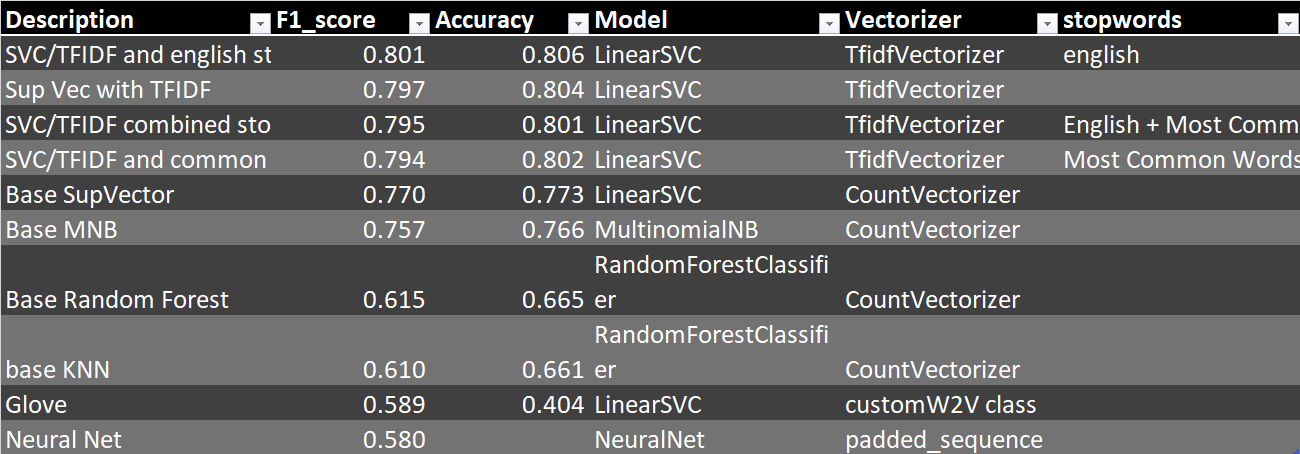 Description F1_score Accuracy Model Vectorizer stopwords
SVC/TFIDF and english st 0.801 0.806 LinearSVC TfidfVectorizer english
Sup Vec with TFIDF 0.797 0.804 LinearSVC TfidfVectorizer
SVC/TFIDF combined sto 0.795 0.801 LinearSVC TfidfVectorizer English + Most Comm
SVC/TFIDF and common 0.794 0.802 LinearSVC TfidfVectorizer Most Common Words
Base SupVector 0.770 0.773 LinearSVC CountVectorizer
Base MNB 0.757 0.766 MultinomialNB CountVectorizer
RandomForestClassifi
Base Random Forest 0.615 0.665 er CountVectorizer
RandomForestClassifi
base KNN 0.610 0.661 er CountVectorizer
Glove 0.589 0.404 LinearSVC customW2V class
Neural Net 0.580 NeuralNet padded_sequence